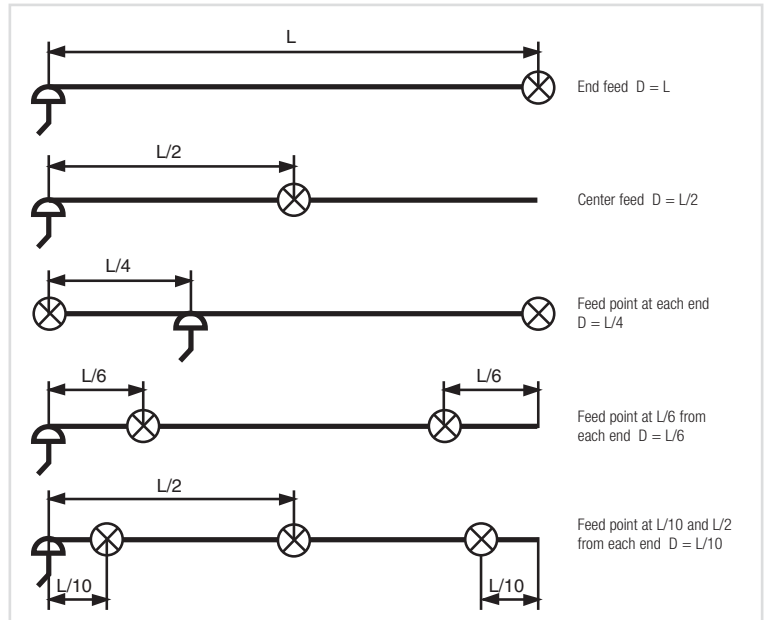 L
End feed D = L
L/2
Center feed D = L/2
L/4
Feed point at each end
D = L/4
L/6
L/6
Feed point at L/6 from
each end D = L/6
L/2
Feed point at L/10 and L/2
from each end D = L/10
L/10
L/10